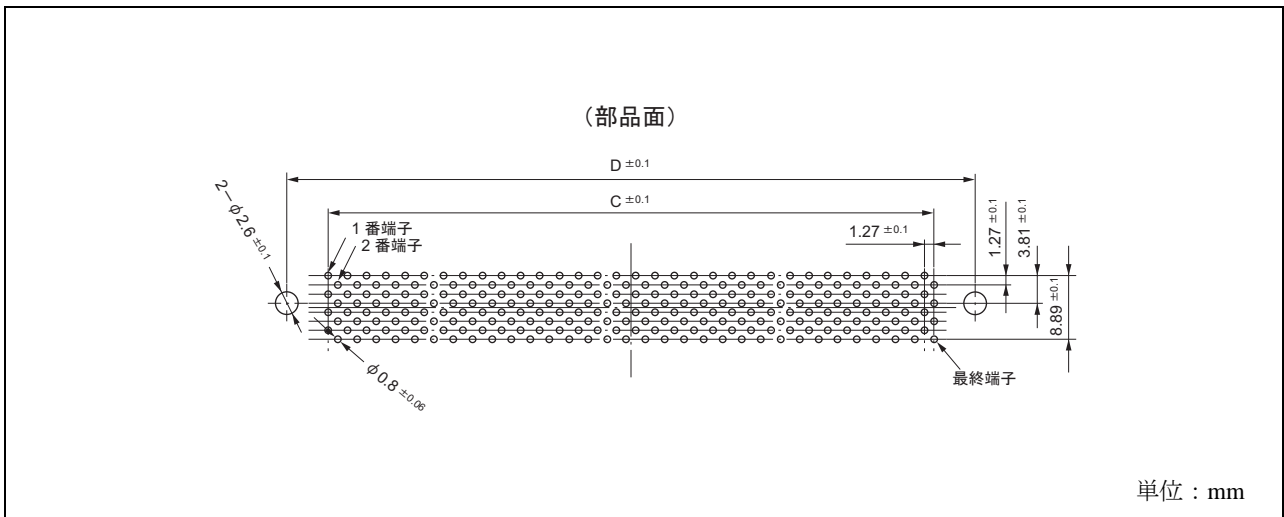 （部品面）
D ±0.1
C ±0.1
2－φ2.6 ±0.1
1 番端子
2 番端子
1.27 ±0.1
1.27 ±0.1
3.81 ±0.1
8.89 ±0.1
φ0.8 ±0.06
最終端子
単位：mm